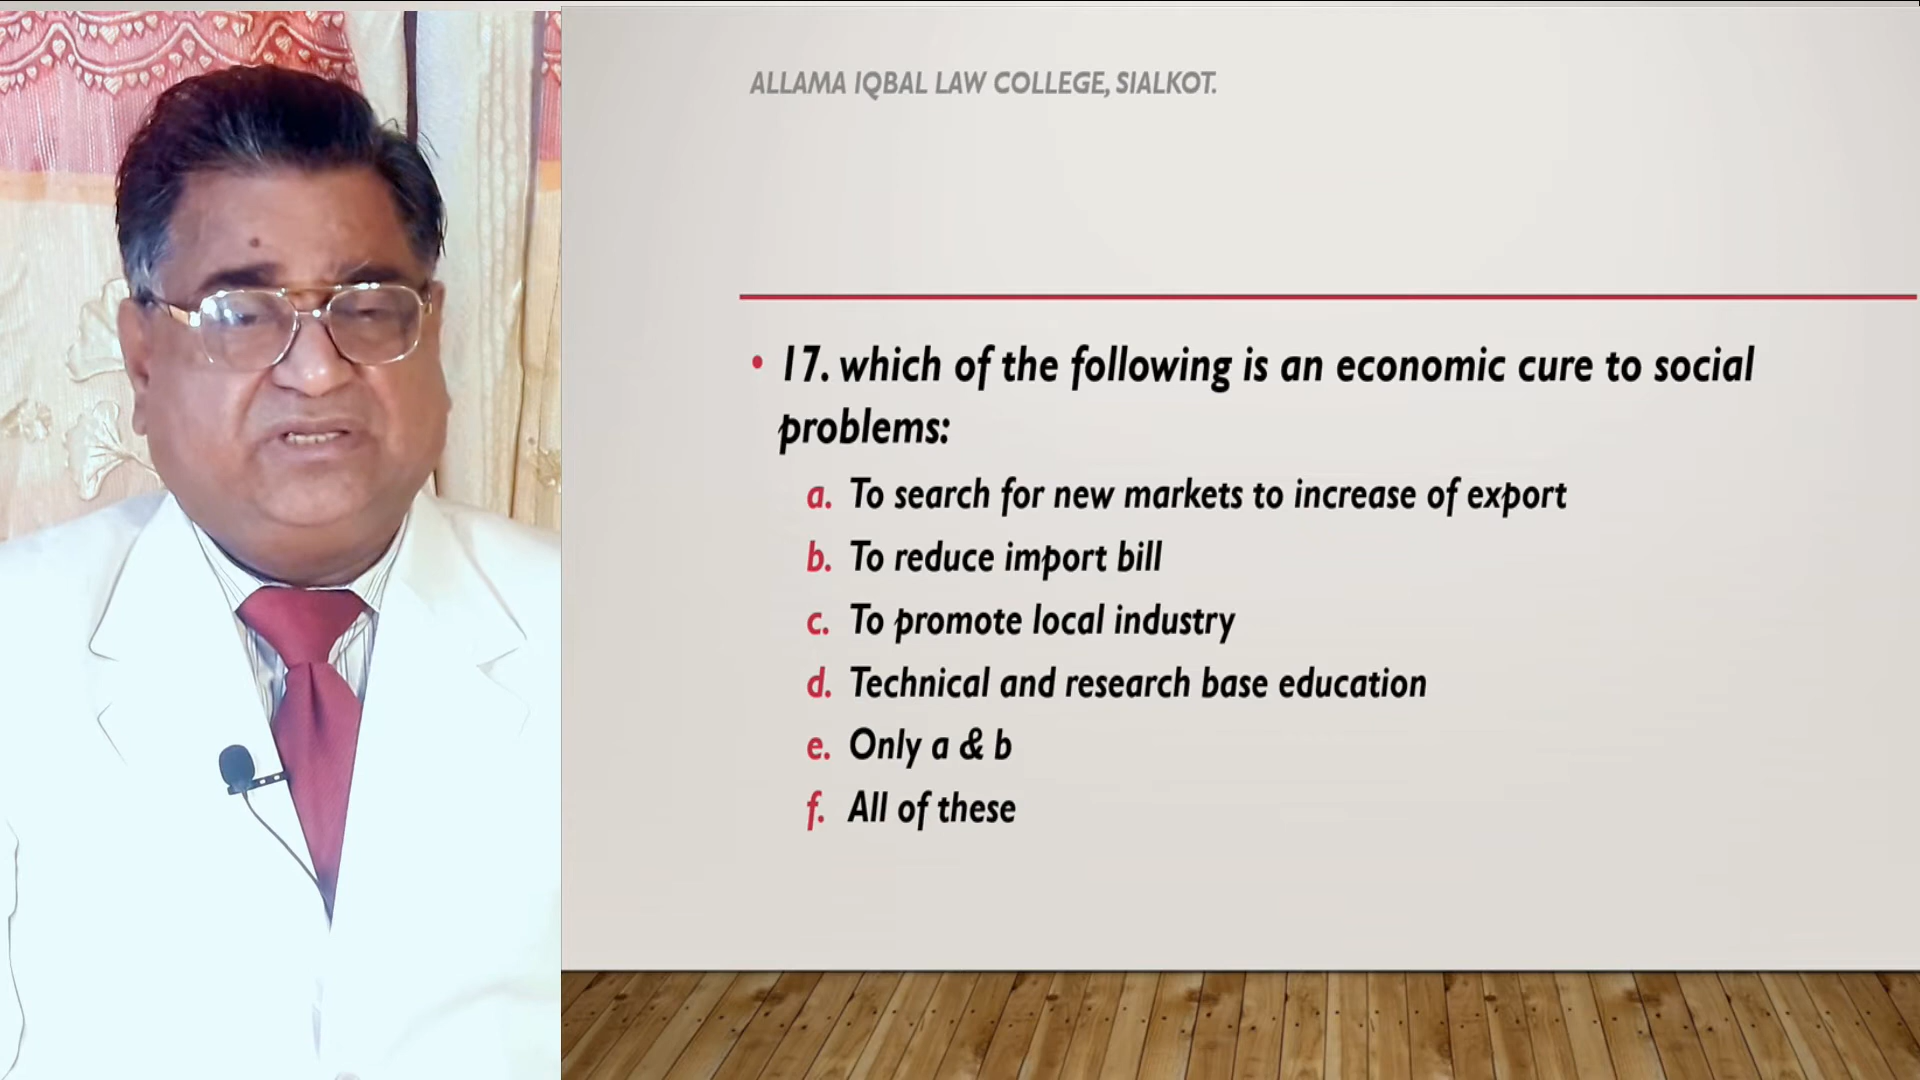 ALLAMA IQBAL LAW COLLEGE, SIALKOT.
• 17. which of the following is an economic cure to social
problems:
a. To search for new markets to increase of export
b. To reduce import bill
c. To promote local industry
d. Technical and research base education
e. Only a & b
f. All of these